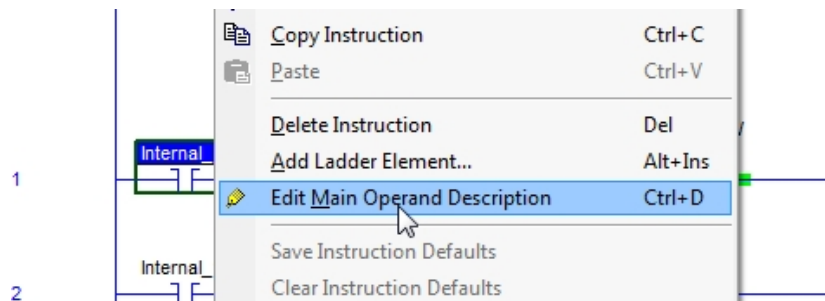 Copy Instruction Ctrl+C
Paste Ctrl+V
Delete Instruction Del
Internal_
Add Ladder Element... Alt+Ins
1
Edit Main Operand Description Ctrl+D
Save Instruction Defaults
Internal_
2
Clear Instruction Defaults